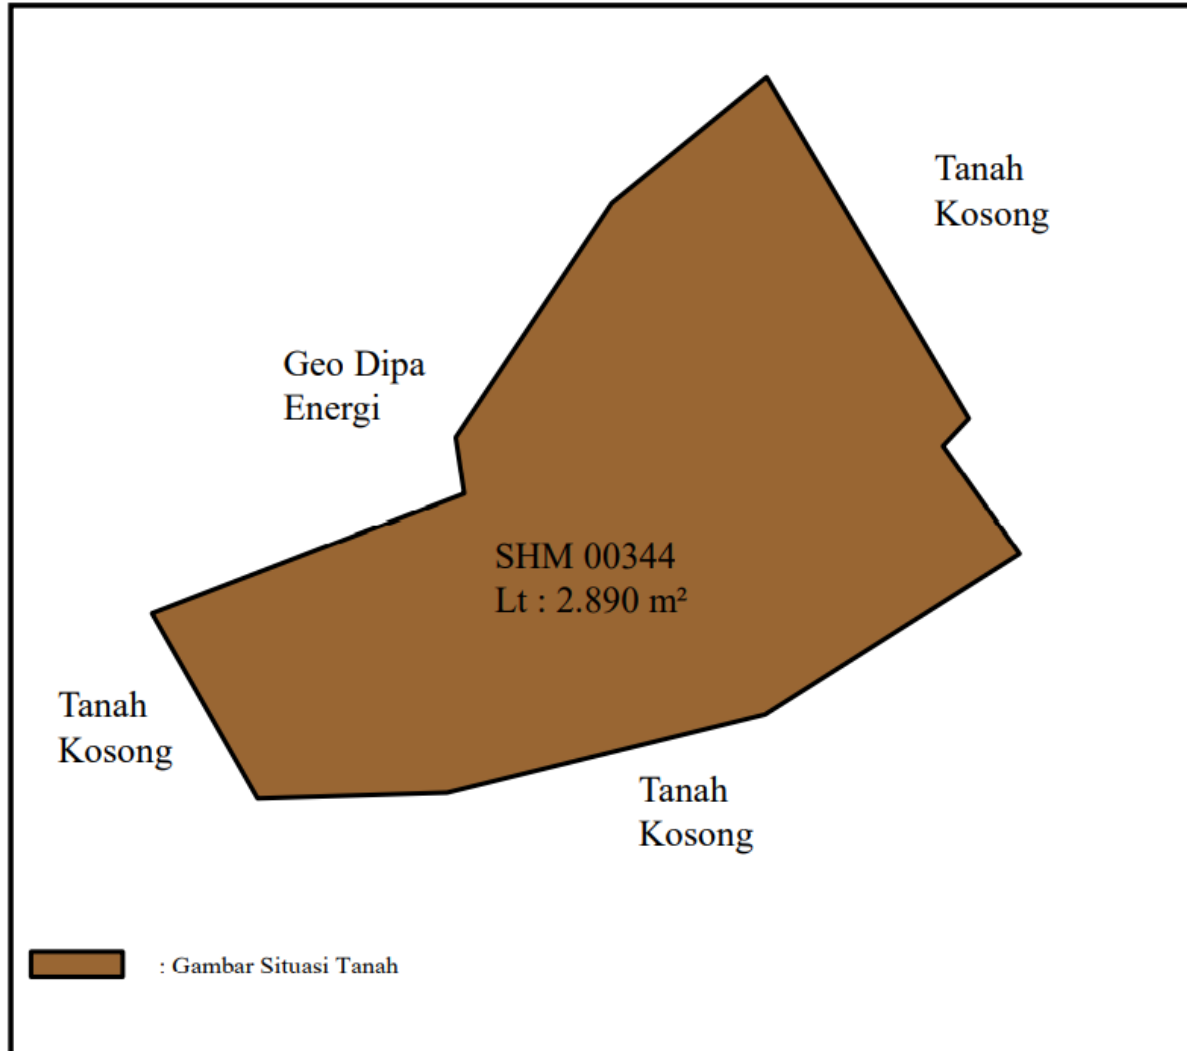 Tanah
Kosong
Geo Dipa
Energi
SHM 00344
Lt : 2.890 m²
Tanah
Kosong
Tanah
Kosong
: Gambar Situasi Tanah